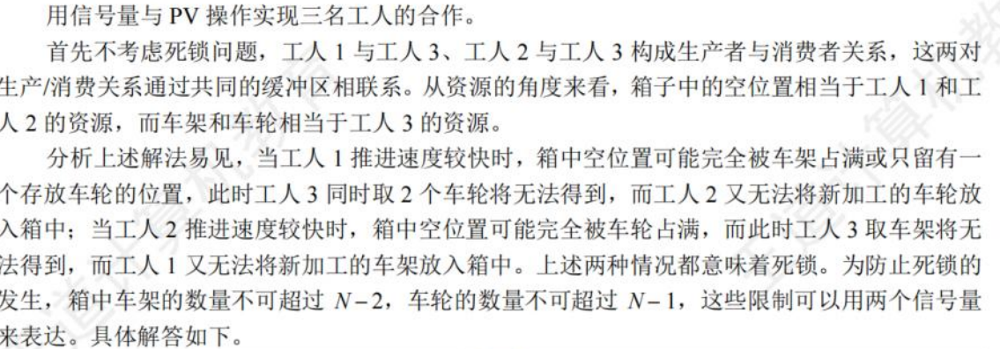 用信号量与 PV 操作实现三名工人的合作。
首先不考虑死锁问题，工人 1 与工人 3、工人 2 与工人 3 构成生产者与消费者关系，这两对
生产/消费关系通过共同的缓冲区相联系。从资源的角度来看，箱子中的空位置相当于工人 1 和工
人 2 的资源，而车架和车轮相当于工人 3 的资源。
分析上述解法易见，当工人 1 推进速度较快时，箱中空位置可能完全被车架占满或只留有一
个存放车轮的位置，此时工人 3 同时取 2 个车轮将无法得到，而工人 2 又无法将新加工的车轮放
入箱中；当工人 2 推进速度较快时，箱中空位置可能完全被车轮占满，而此时工人 3 取车架将无
法得到，而工人 1 又无法将新加工的车架放入箱中。上述两种情况都意味着死锁。为防止死锁的
发生，箱中车架的数量不可超过 N−2，车轮的数量不可超过 N−1，这些限制可以用两个信号量
来表达。具体解答如下。